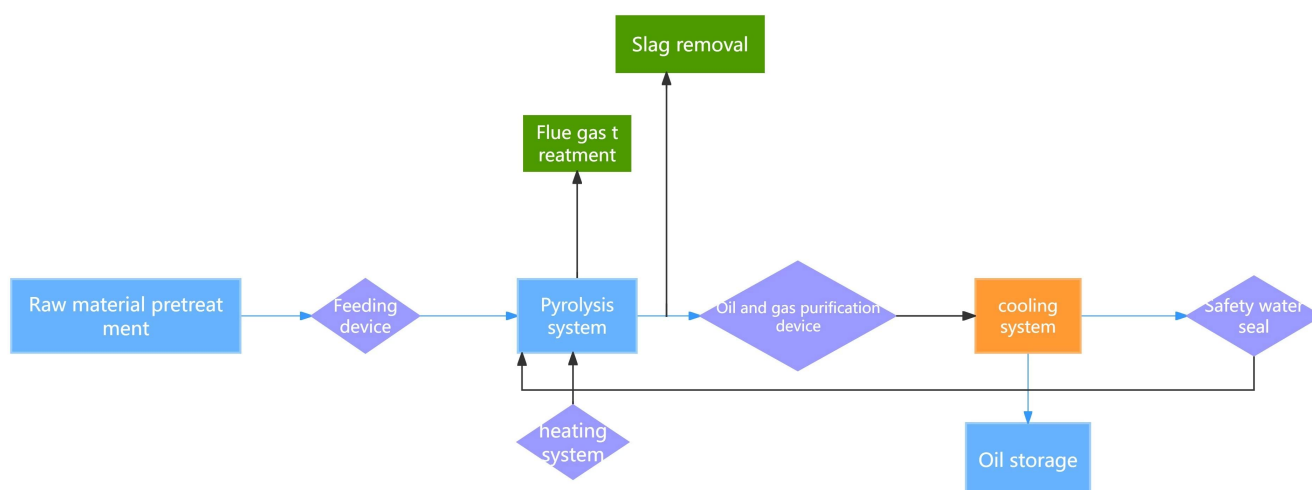 Slag removal
Flue gas t
reatment
Raw material pretreat
ment
Feeding
device
Pyrolysis
system
Oil and gas purification
device
cooling
system
Safety water
seal
heating
system
Oil storage